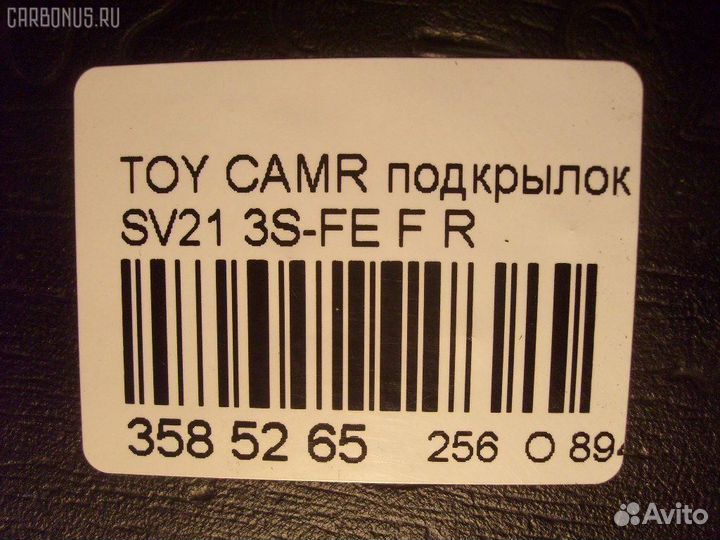 CARBONUS.RU
TOY CAMR подкрылок
SV21 3S-FE F R
358 52 65 256 O 894
Avito